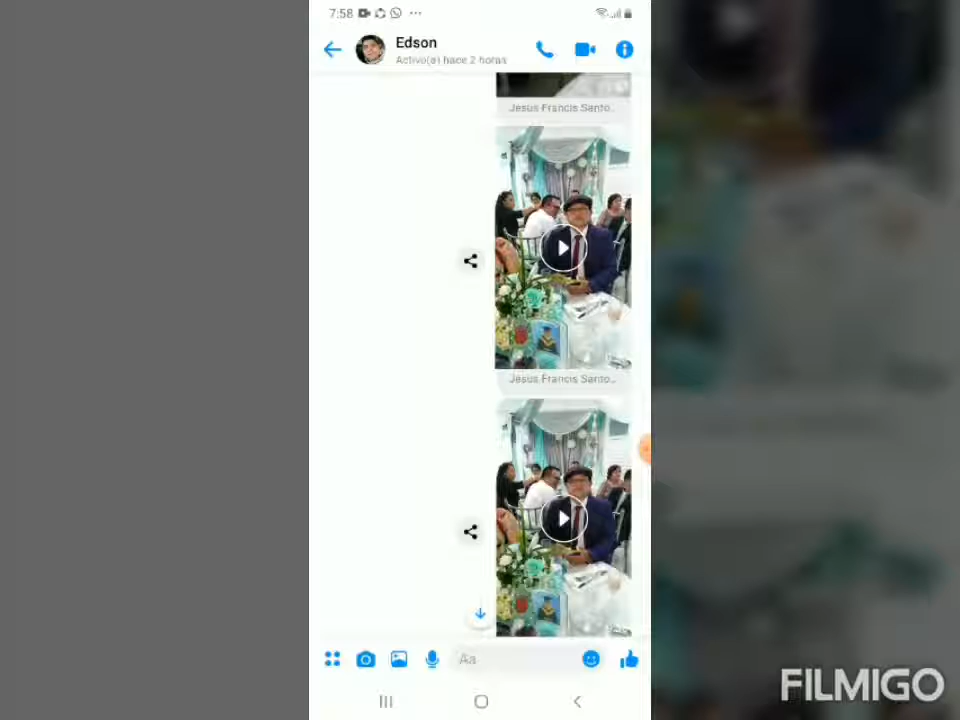 7:58
Edson
Activo(a) hace 2 horas
Jesus Francis Santo...
Jesus Francis Santo...
Aa
FILMIGO